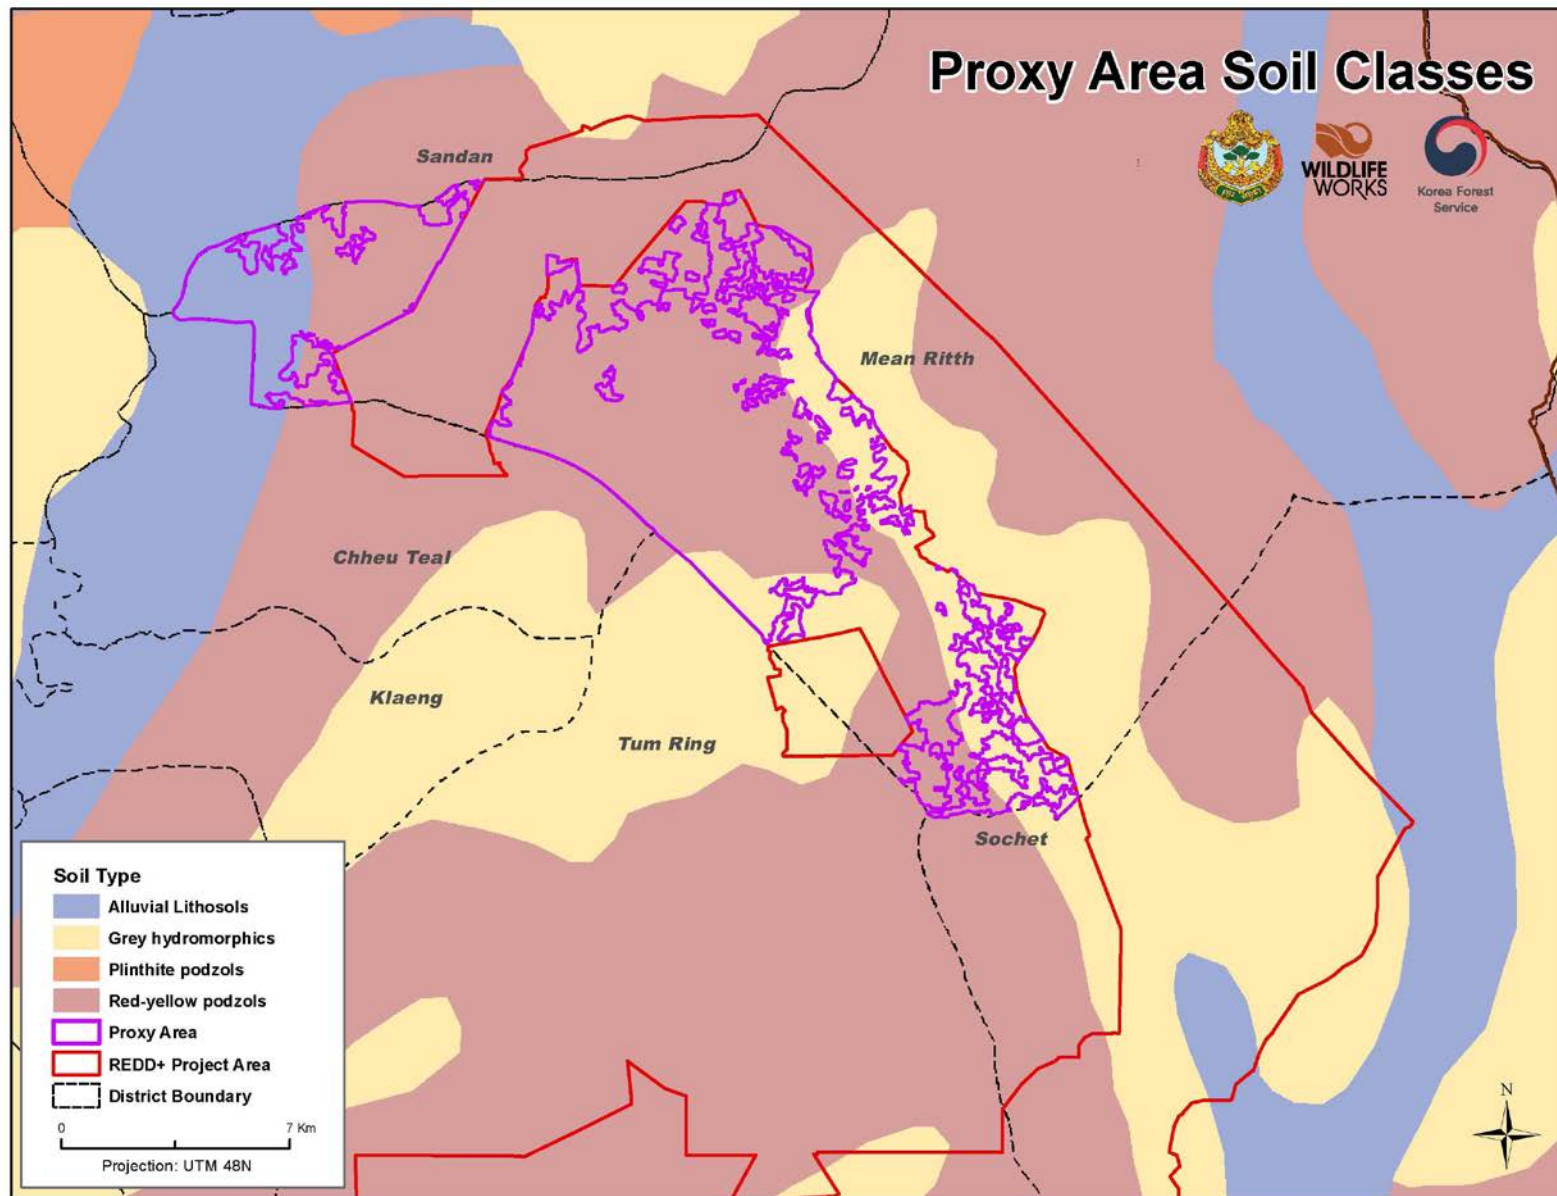 Proxy Area Soil Classes
WILDLIFE
WORKS
Korea Forest
Service
Sandan
Mean Ritth
Chheu Teal
Klaeng
Tum Ring
Sochet
Soil Type
Alluvial Lithosols
Grey hydromorphics
Plinthite podzols
Red-yellow podzols
Proxy Area
REDD+ Project Area
District Boundary
0 7 Km
Projection: UTM 48N
N